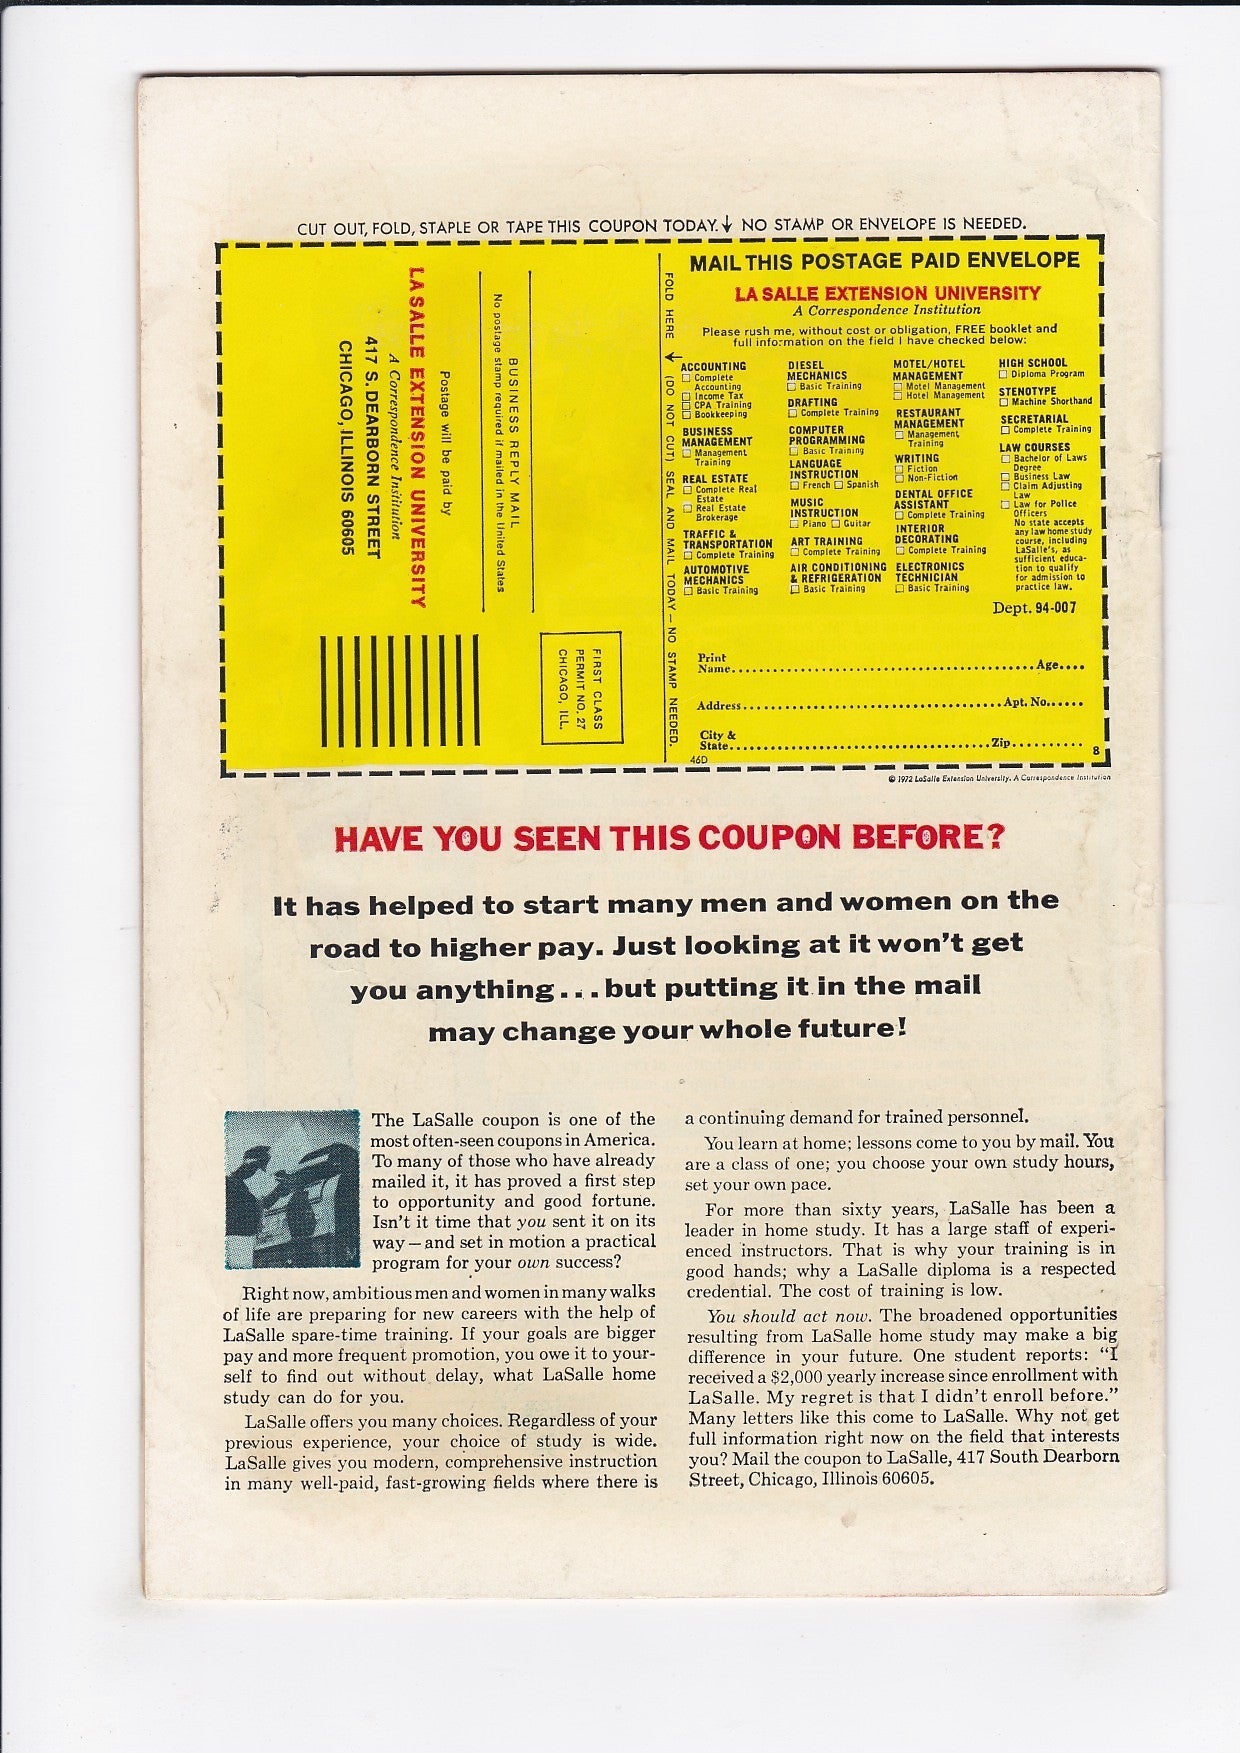 CUT OUT, FOLD, STAPLE OR TAPE THIS COUPON TODAY. ↓ NO STAMP OR ENVELOPE IS NEEDED.
LA SALLE EXTENSION UNIVERSITY
A Correspondence Institution
417 S. DEARBORN STREET
CHICAGO, ILLINOIS 60605
Postage will be paid by
No postage stamp required if mailed in the United States
BUSINESS REPLY MAIL
FIRST CLASS
PERMIT NO. 27
CHICAGO, ILL.
FOLD HERE → (DO NOT CUT) SEAL AND MAIL TODAY — NO STAMP NEEDED.
MAIL THIS POSTAGE PAID ENVELOPE
LA SALLE EXTENSION UNIVERSITY
A Correspondence Institution
Please rush me, without cost or obligation, FREE booklet and
full information on the field I have checked below:
ACCOUNTING
☐ Complete
Accounting
☐ Income Tax
☐ CPA Training
☐ Bookkeeping
BUSINESS
MANAGEMENT
☐ Management
Training
REAL ESTATE
☐ Complete Real
Estate
☐ Real Estate
Brokerage
TRAFFIC &
TRANSPORTATION
☐ Complete Training
AUTOMOTIVE
MECHANICS
☐ Basic Training
DIESEL
MECHANICS
☐ Basic Training
DRAFTING
☐ Complete Training
COMPUTER
PROGRAMMING
☐ Basic Training
LANGUAGE
INSTRUCTION
☐ French ☐ Spanish
MUSIC
INSTRUCTION
☐ Piano ☐ Guitar
ART TRAINING
☐ Complete Training
AIR CONDITIONING
& REFRIGERATION
☐ Basic Training
MOTEL/HOTEL
MANAGEMENT
☐ Motel Management
☐ Hotel Management
RESTAURANT
MANAGEMENT
☐ Management
Training
WRITING
☐ Fiction
☐ Non-Fiction
DENTAL OFFICE
ASSISTANT
☐ Complete Training
INTERIOR
DECORATING
☐ Complete Training
ELECTRONICS
TECHNICIAN
☐ Basic Training
HIGH SCHOOL
☐ Diploma Program
STENOTYPE
☐ Machine Shorthand
SECRETARIAL
☐ Complete Training
LAW COURSES
☐ Bachelor of Laws
Degree
☐ Business Law
☐ Claim Adjusting
Law
☐ Law for Police
Officers
No state accepts
any law home study
course, including
LaSalle's, as
sufficient educa-
tion to qualify
for admission to
practice law.
Dept. 94-007
Print
Name..........Age....
Address..........Apt. No......
City &
State..........Zip..........
46D
8
© 1972 LaSalle Extension University. A Correspondence Institution
HAVE YOU SEEN THIS COUPON BEFORE?
It has helped to start many men and women on the
road to higher pay. Just looking at it won't get
you anything...but putting it in the mail
may change your whole future!
The LaSalle coupon is one of the
most often-seen coupons in America.
To many of those who have already
mailed it, it has proved a first step
to opportunity and good fortune.
Isn't it time that you sent it on its
way—and set in motion a practical
program for your own success?
Right now, ambitious men and women in many walks
of life are preparing for new careers with the help of
LaSalle spare-time training. If your goals are bigger
pay and more frequent promotion, you owe it to your-
self to find out without delay, what LaSalle home
study can do for you.
LaSalle offers you many choices. Regardless of your
previous experience, your choice of study is wide.
LaSalle gives you modern, comprehensive instruction
in many well-paid, fast-growing fields where there is
a continuing demand for trained personnel.
You learn at home; lessons come to you by mail. You
are a class of one; you choose your own study hours,
set your own pace.
For more than sixty years, LaSalle has been a
leader in home study. It has a large staff of experi-
enced instructors. That is why your training is in
good hands; why a LaSalle diploma is a respected
credential. The cost of training is low.
You should act now. The broadened opportunities
resulting from LaSalle home study may make a big
difference in your future. One student reports: "I
received a $2,000 yearly increase since enrollment with
LaSalle. My regret is that I didn't enroll before."
Many letters like this come to LaSalle. Why not get
full information right now on the field that interests
you? Mail the coupon to LaSalle, 417 South Dearborn
Street, Chicago, Illinois 60605.